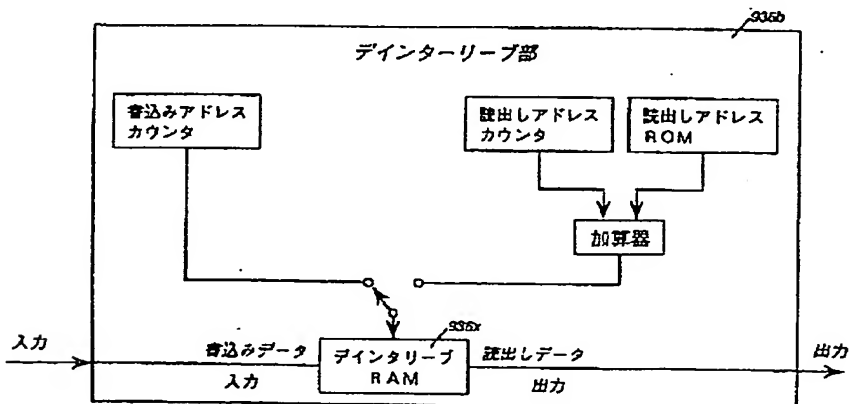 936b
デインターリーブ部
書込みアドレス
カウンタ
読出しアドレス
カウンタ
読出しアドレス
ROM
加算器
936x
入力
書込みデータ
入力
デインタリーブ
RAM
読出しデータ
出力
出力